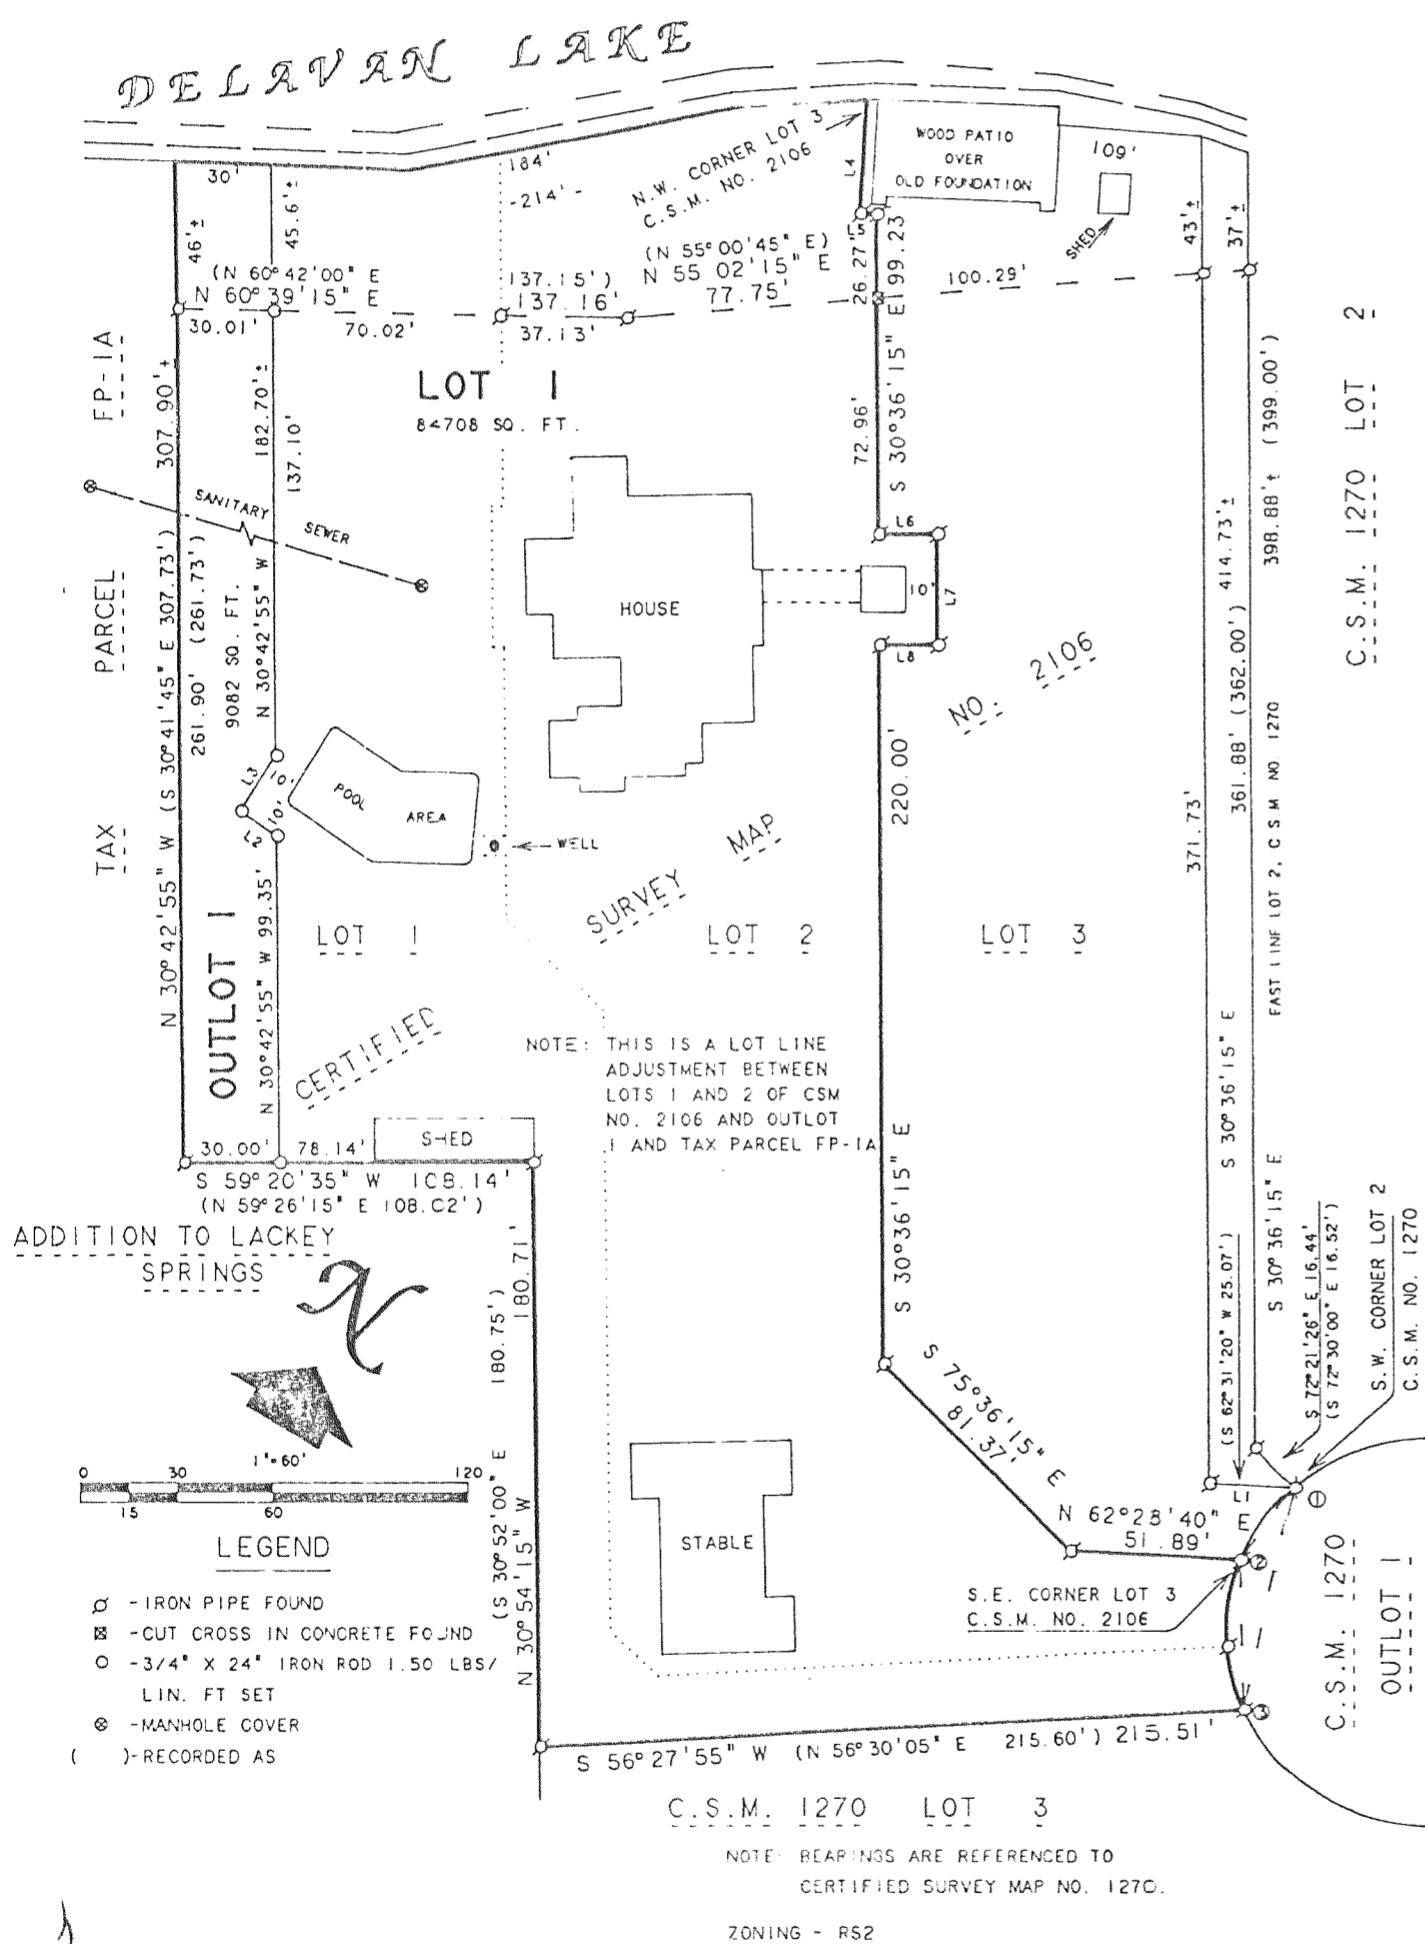 DELAVAN LAKE
30'
46'±
45.6'±
184'
-214'-
N.W. CORNER LOT 3
C.S.M. NO. 2106
L4
L5
WOOD PATIO
OVER
OLD FOUNDATION
109'
SHED
43'±
37'±
(N 60°42'00" E
137.15')
N 60°39'15" E
137.16'
(N 55°00'45" E)
N 55 02'15" E
77.75'
26.27'
199.23
100.29'
30.01'
70.02'
37.13'
FP-1A
PARCEL
TAX
307.90'±
N 30°42'55" W (S 30°41'45" E 307.73')
261.90' (261.73')
9082 SQ. FT.
182.70'±
137.10'
N 30°42'55" W
LOT 1
84708 SQ. FT.
72.96'
S 30°36'15" E
SANITARY
SEWER
HOUSE
L6
10'
L7
L8
NO. 2106
L3
10'
10'
L2
POOL
AREA
WELL
MAP
SURVEY
CERTIFIED
220.00'
LOT 1
LOT 2
LOT 3
OUTLOT 1
N 30°42'55" W 99.35'
NOTE: THIS IS A LOT LINE
ADJUSTMENT BETWEEN
LOTS 1 AND 2 OF CSM
NO. 2106 AND OUTLOT
1 AND TAX PARCEL FP-1A
S 30°36'15" E
414.73'±
371.73'
S 30°36'15" E
361.88' (362.00')
398.88'± (399.00')
EAST LINE LOT 2, C.S.M. NO. 1270
S 30°36'15" E
C.S.M. 1270 LOT 2
SHED
30.00'
78.14'
S 59°20'35" W 108.14'
(N 59°26'15" E 108.02')
ADDITION TO LACKEY
SPRINGS
N
180.71'
(S 30°52'00" E 180.75')
N 30°54'15" W
S 75°36'15" E
81.37'
(S 62°31'20" W 25.07')
S 72°21'26" E 16.44'
(S 72°30'00" E 16.52')
S.W. CORNER LOT 2
C.S.M. NO. 1270
L1
1
2
3
N 62°28'40" E
51.89'
STABLE
S.E. CORNER LOT 3
C.S.M. NO. 2106
C.S.M. 1270
OUTLOT 1
0 30 1"=60' 120
15 60
LEGEND
-IRON PIPE FOUND
-CUT CROSS IN CONCRETE FOUND
-3/4" X 24" IRON ROD 1.50 LBS/
LIN. FT SET
-MANHOLE COVER
( )-RECORDED AS
S 56°27'55" W (N 56°30'05" E 215.60') 215.51'
C.S.M. 1270 LOT 3
NOTE: BEARINGS ARE REFERENCED TO
CERTIFIED SURVEY MAP NO. 1270.
ZONING - RS2